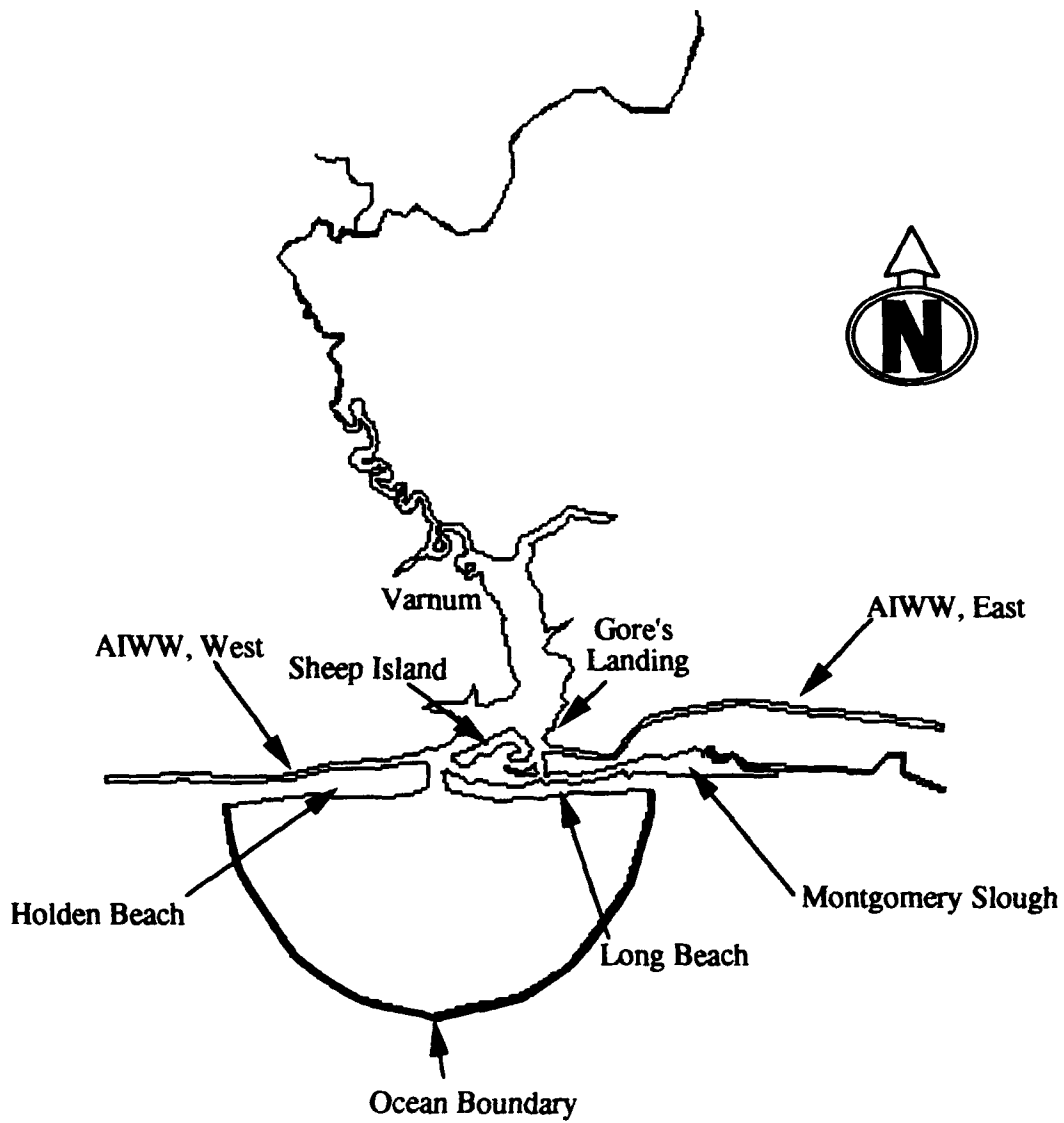 N
Varnum
AIWW, East
Gore's
Landing
AIWW, West
Sheep Island
Montgomery Slough
Holden Beach
Long Beach
Ocean Boundary